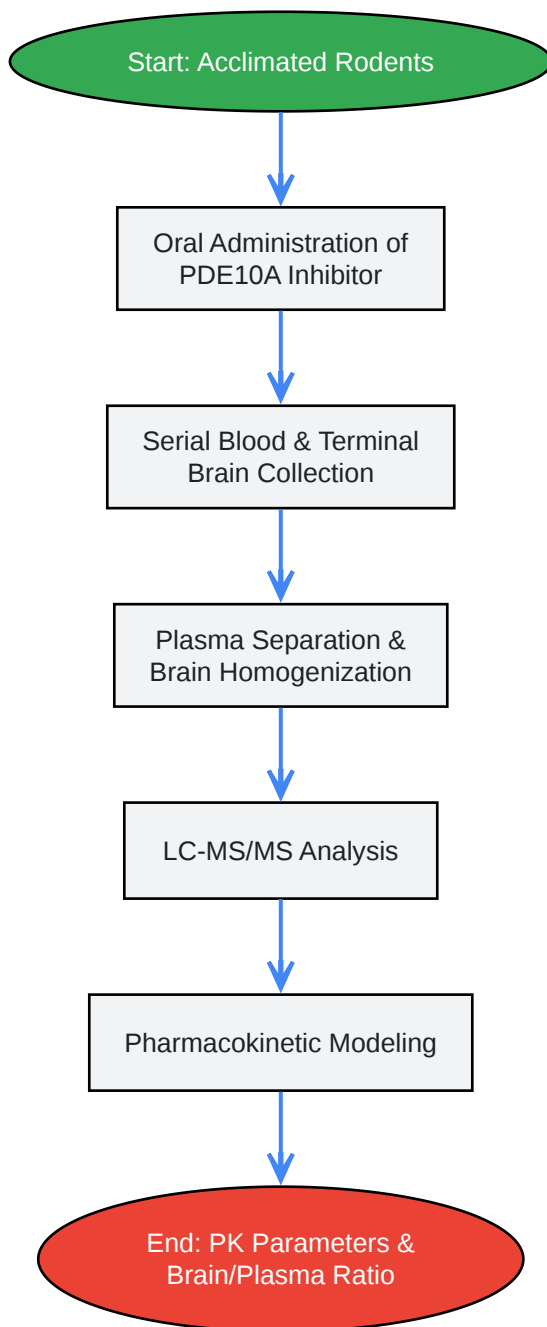 Start: Acclimated Rodents
Oral Administration of
PDE10A Inhibitor
Serial Blood & Terminal
Brain Collection
Plasma Separation &
Brain Homogenization
LC-MS/MS Analysis
Pharmacokinetic Modeling
End: PK Parameters &
Brain/Plasma Ratio